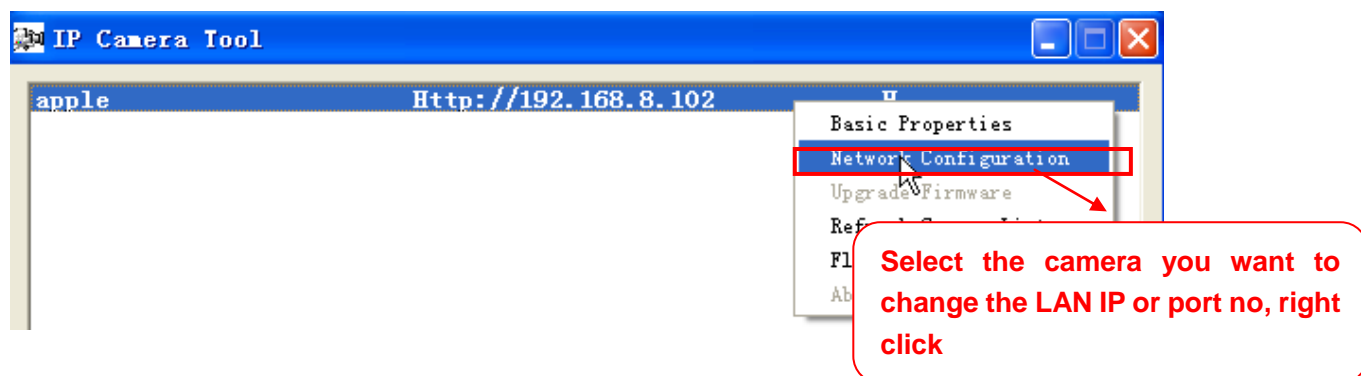 IP Camera Tool
apple Http://192.168.8.102
Basic Properties
Network Configuration
Upgrade Firmware
Select the camera you want to
change the LAN IP or port no, right
click